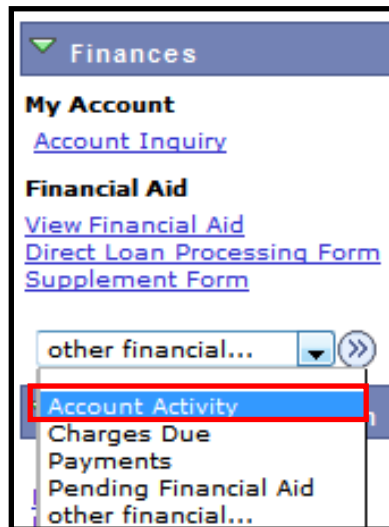 Finances
My Account
Account Inquiry
Financial Aid
View Financial Aid
Direct Loan Processing Form
Supplement Form
other financial...
Account Activity
Charges Due
Payments
Pending Financial Aid
other financial...